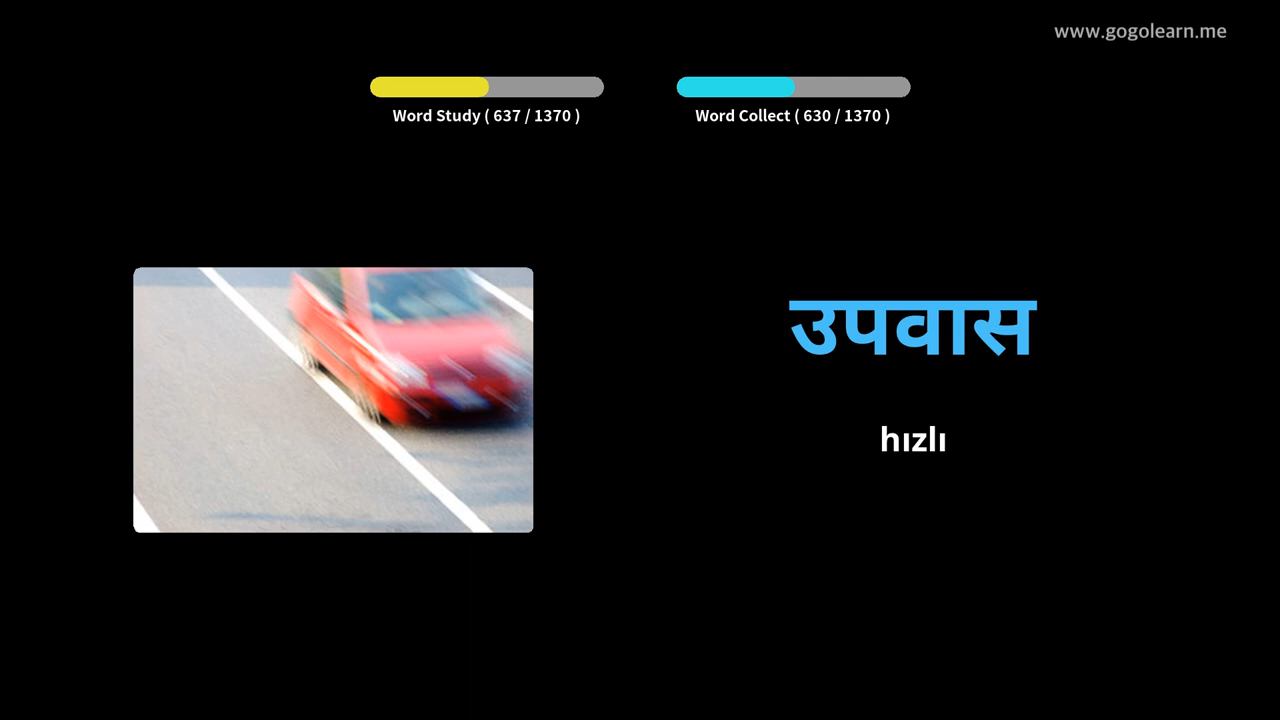 www.gogolearn.me
Word Study ( 637 / 1370 )
Word Collect ( 630 / 1370 )
उपवास
hızlı